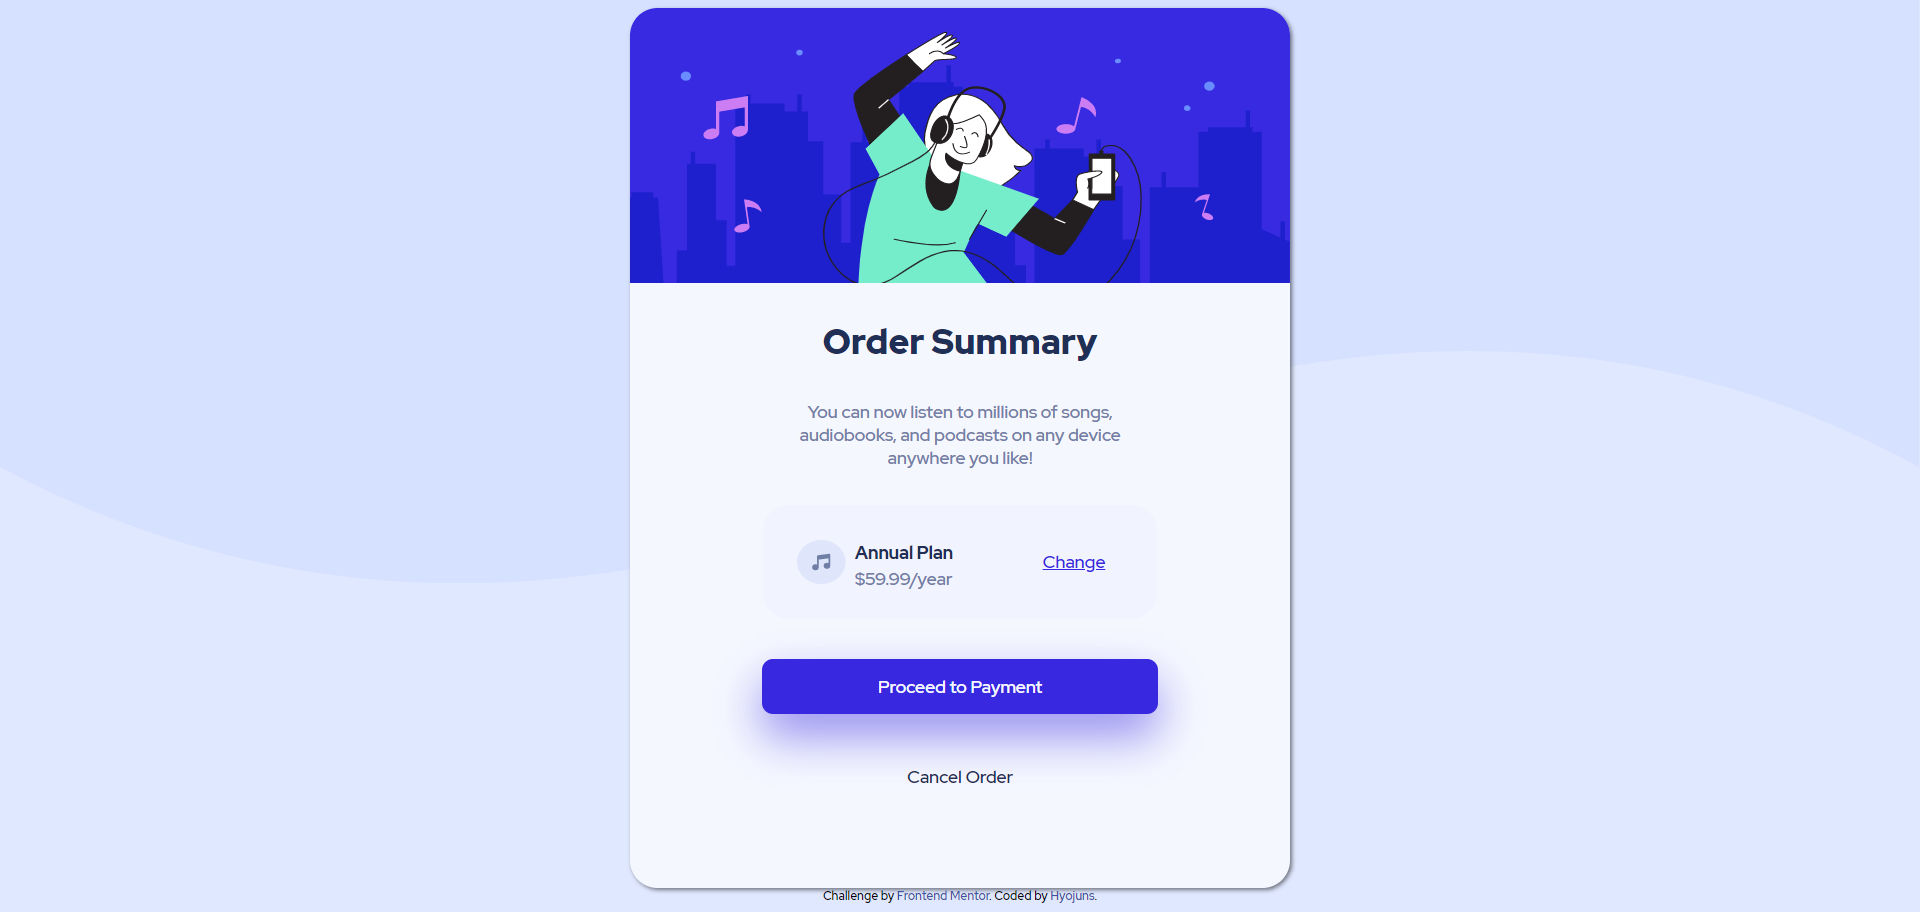 Order Summary
You can now listen to millions of songs,
audiobooks, and podcasts on any device
anywhere you like!
Annual Plan
$59.99/year
Change
Proceed to Payment
Cancel Order
Challenge by Frontend Mentor. Coded by Hyojuns.